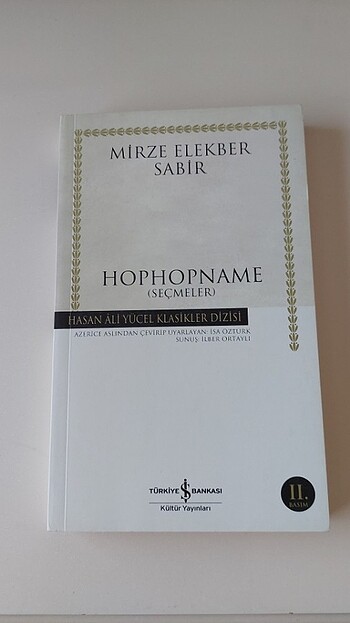 MİRZE ELEKBER
SABİR
HOPHOPNAME
(SEÇMELER)
HASAN ÂLİ YÜCEL KLASİKLER DİZİSİ
AZERİCE ASLINDAN ÇEVİRİP UYARLAYAN: İSA ÖZTÜRK
SUNUŞ: İLBER ORTAYLI
TÜRKİYE İŞ BANKASI
Kültür Yayınları
II.
BASIM